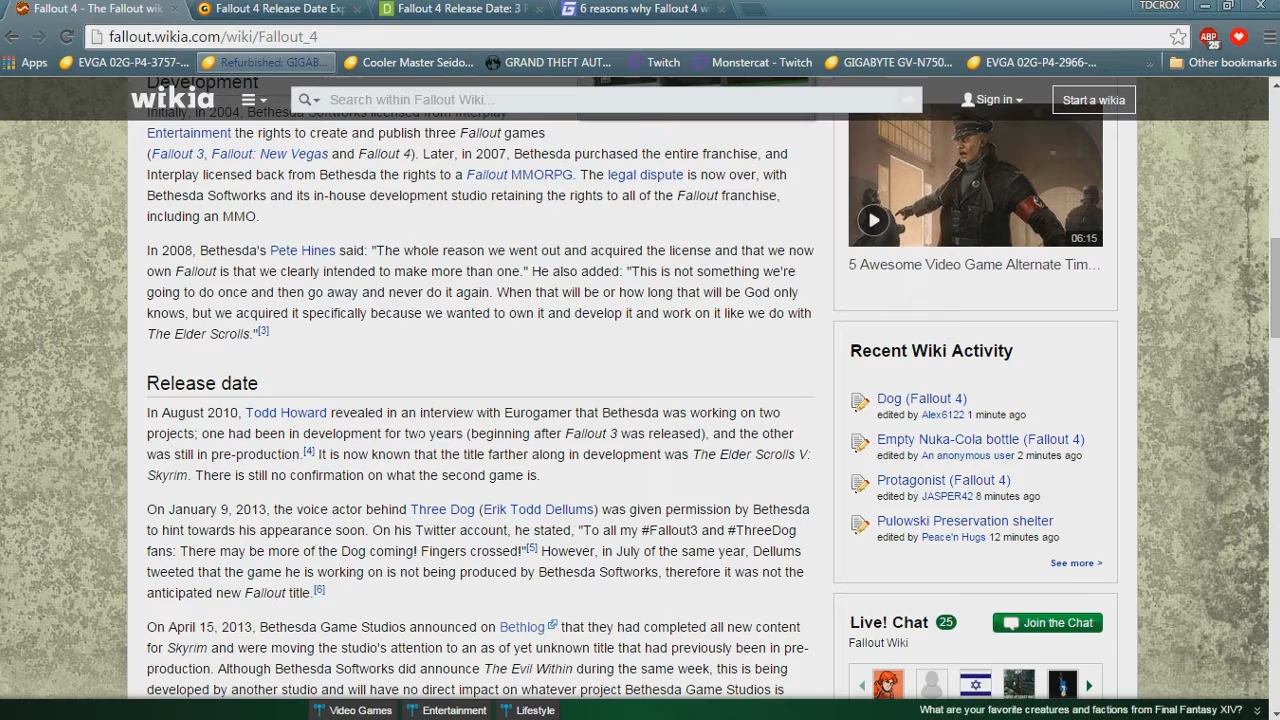 Fallout 4 - The Fallout wik
Fallout 4 Release Date Exp
Fallout 4 Release Date: 3 F
6 reasons why Fallout 4 w
TDCROX
fallout.wikia.com/wiki/Fallout_4
ABP
25
Apps
EVGA 02G-P4-3757-...
Refurbished: GIGAB...
Cooler Master Seido...
GRAND THEFT AUT...
Twitch
Monstercat - Twitch
GIGABYTE GV-N750...
EVGA 02G-P4-2966-...
Other bookmarks
Development
wikia
Search within Fallout Wiki...
Sign in
Start a wikia
Initially, in 2004, Bethesda Softworks licensed from Interplay
Entertainment the rights to create and publish three Fallout games
(Fallout 3, Fallout: New Vegas and Fallout 4). Later, in 2007, Bethesda purchased the entire franchise, and
Interplay licensed back from Bethesda the rights to a Fallout MMORPG. The legal dispute is now over, with
Bethesda Softworks and its in-house development studio retaining the rights to all of the Fallout franchise,
including an MMO.
In 2008, Bethesda's Pete Hines said: "The whole reason we went out and acquired the license and that we now
own Fallout is that we clearly intended to make more than one." He also added: "This is not something we're
going to do once and then go away and never do it again. When that will be or how long that will be God only
knows, but we acquired it specifically because we wanted to own it and develop it and work on it like we do with
The Elder Scrolls."[3]
Release date
In August 2010, Todd Howard revealed in an interview with Eurogamer that Bethesda was working on two
projects; one had been in development for two years (beginning after Fallout 3 was released), and the other
was still in pre-production.[4] It is now known that the title farther along in development was The Elder Scrolls V:
Skyrim. There is still no confirmation on what the second game is.
On January 9, 2013, the voice actor behind Three Dog (Erik Todd Dellums) was given permission by Bethesda
to hint towards his appearance soon. On his Twitter account, he stated, "To all my #Fallout3 and #ThreeDog
fans: There may be more of the Dog coming! Fingers crossed!"[5] However, in July of the same year, Dellums
tweeted that the game he is working on is not being produced by Bethesda Softworks, therefore it was not the
anticipated new Fallout title.[6]
On April 15, 2013, Bethesda Game Studios announced on Bethlog that they had completed all new content
for Skyrim and were moving the studio's attention to an as of yet unknown title that had previously been in pre-
production. Although Bethesda Softworks did announce The Evil Within during the same week, this is being
developed by another studio and will have no direct impact on whatever project Bethesda Game Studios is
06:15
5 Awesome Video Game Alternate Tim...
Recent Wiki Activity
Dog (Fallout 4)
edited by Alex6122 1 minute ago
Empty Nuka-Cola bottle (Fallout 4)
edited by An anonymous user 2 minutes ago
Protagonist (Fallout 4)
edited by JASPER42 8 minutes ago
Pulowski Preservation shelter
edited by Peace'n Hugs 12 minutes ago
See more >
Live! Chat 25
Join the Chat
Fallout Wiki
Video Games
Entertainment
Lifestyle
What are your favorite creatures and factions from Final Fantasy XIV?